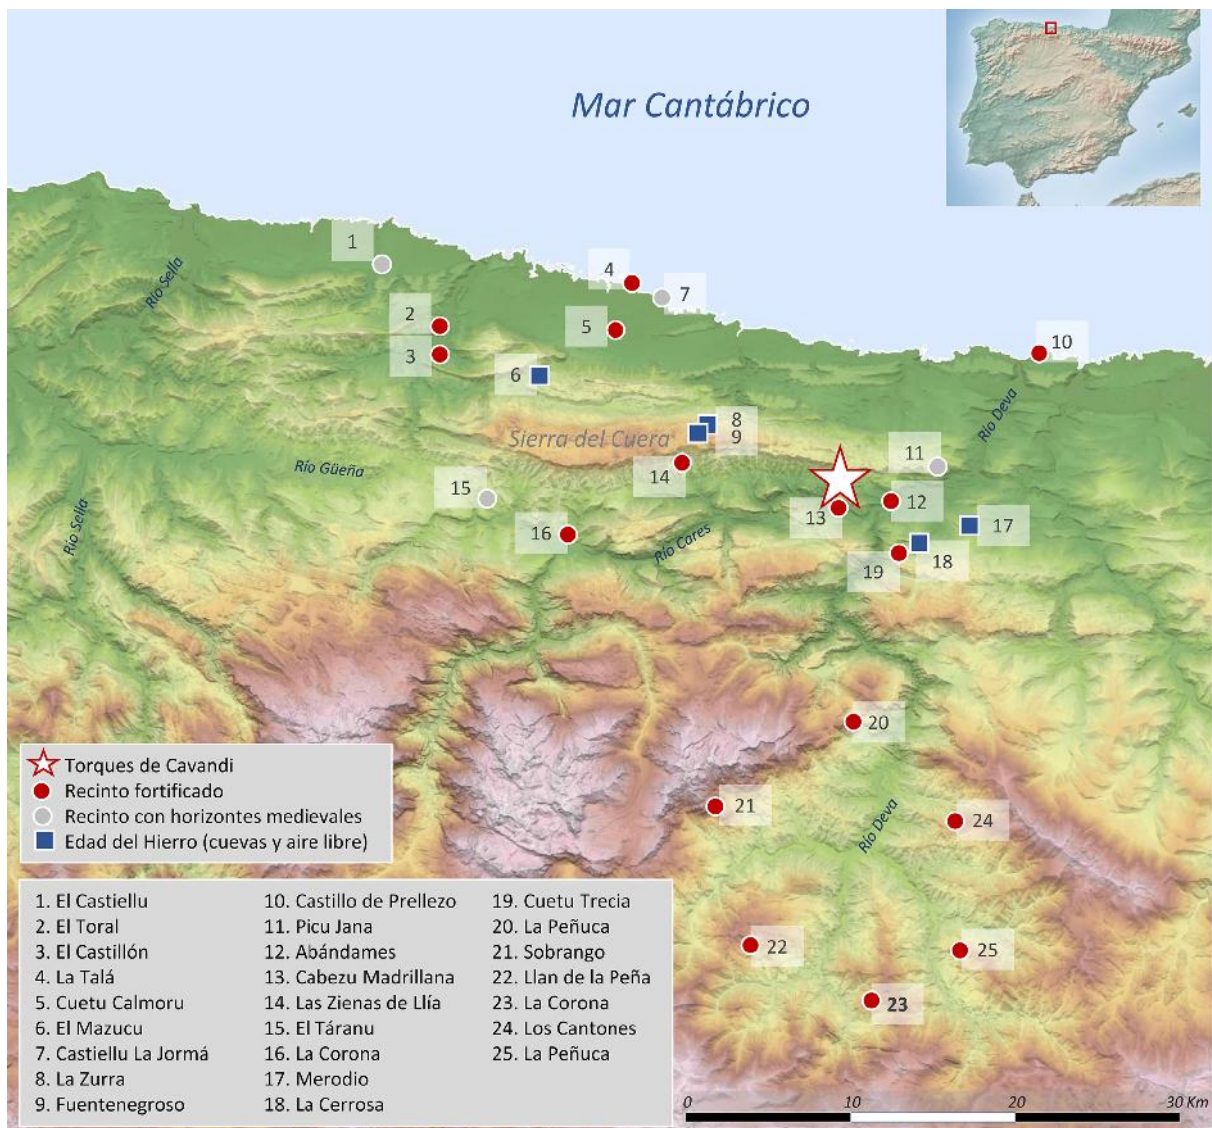 Mar Cantábrico
1
Río Sella
4
7
2
5
3
10
6
Río Deva
8
Sierra del Cuera
9
Río Güeña
14
11
15
12
13
Río Sella
16
Río Cares
17
18
19
20
21
Río Deva
24
22
25
23
Torques de Cavandi
Recinto fortificado
Recinto con horizontes medievales
Edad del Hierro (cuevas y aire libre)
1. El Castiellu
2. El Toral
3. El Castillón
4. La Talá
5. Cuetu Calmoru
6. El Mazucu
7. Castiellu La Jormá
8. La Zurra
9. Fuentenegroso
10. Castillo de Prellezo
11. Picu Jana
12. Abándames
13. Cabezu Madrillana
14. Las Zienas de Llía
15. El Táranu
16. La Corona
17. Merodio
18. La Cerrosa
19. Cuetu Trecia
20. La Peñuca
21. Sobrango
22. Llan de la Peña
23. La Corona
24. Los Cantones
25. La Peñuca
0 10 20 30 Km